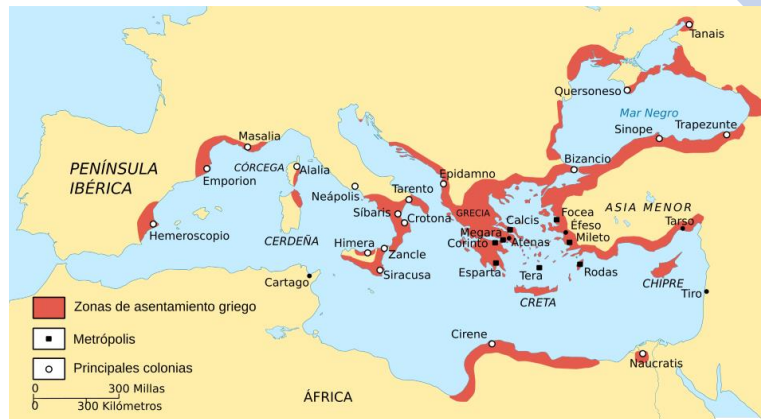 Tanais
Quersoneso
Mar Negro
Sinope
Trapezunte
Masalia
PENÍNSULA
IBÉRICA
CÓRCEGA
Alalia
Emporion
Neápolis
Tarento
Epidamno
Bizancio
Síbaris
Crotona
GRECIA
Calcis
Focea
ASIA MENOR
Éfeso
Tarso
Hemeroscopio
CERDEÑA
Himera
Zancle
Megara
Corinto
Atenas
Mileto
Cartago
Siracusa
Esparta
Tera
Rodas
CHIPRE
CRETA
Tiro
Zonas de asentamiento griego
Metrópolis
Principales colonias
Cirene
Naucratis
0 300 Millas
0 300 Kilómetros
ÁFRICA